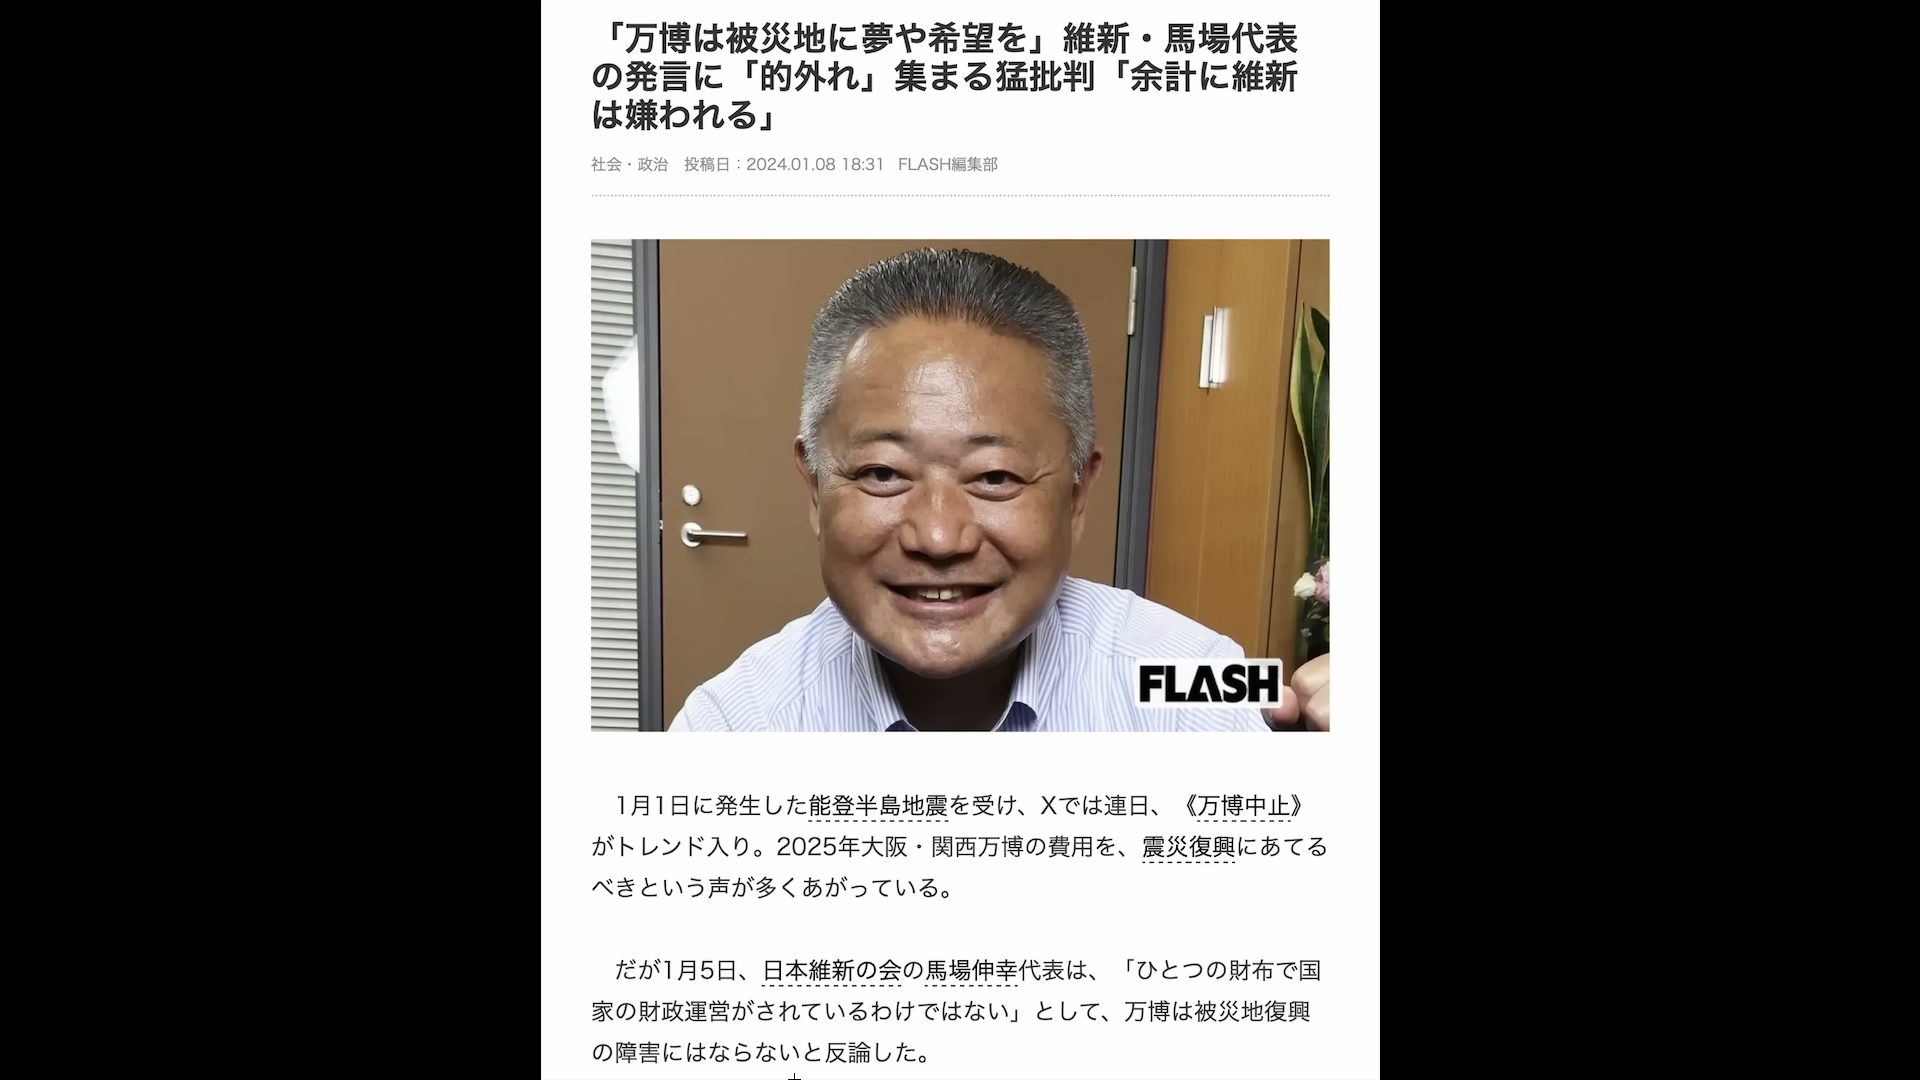 「万博は被災地に夢や希望を」維新・馬場代表
の発言に「的外れ」集まる猛批判「余計に維新
は嫌われる」
社会・政治 投稿日：2024.01.08 18:31 FLASH編集部
FLASH
1月1日に発生した能登半島地震を受け、Xでは連日、《万博中止》
がトレンド入り。2025年大阪・関西万博の費用を、震災復興にあてる
べきという声が多くあがっている。
だが1月5日、日本維新の会の馬場伸幸代表は、「ひとつの財布で国
家の財政運営がされているわけではない」として、万博は被災地復興
の障害にはならないと反論した。